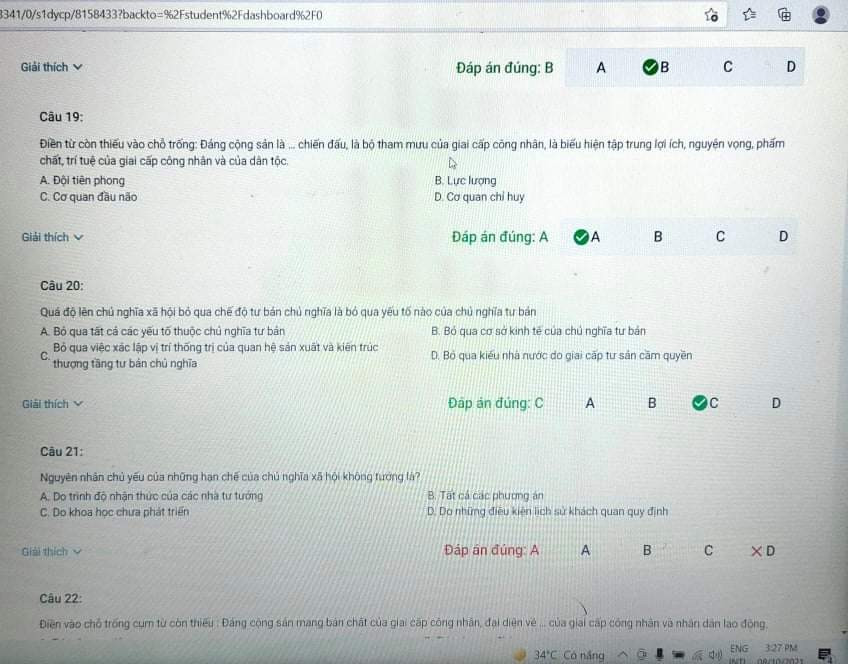 3341/0/s1dycp/8158433?backto=%2Fstudent%2Fdashboard%2F0
Giải thích
Đáp án đúng: B
A B C D
Câu 19:
Điền từ còn thiếu vào chỗ trống: Đảng cộng sản là ... chiến đấu, là bộ tham mưu của giai cấp công nhân, là biểu hiện tập trung lợi ích, nguyện vọng, phẩm
chất, trí tuệ của giai cấp công nhân và của dân tộc.
A. Đội tiên phong
B. Lực lượng
C. Cơ quan đầu não
D. Cơ quan chỉ huy
Giải thích
Đáp án đúng: A
A B C D
Câu 20:
Quá độ lên chủ nghĩa xã hội bỏ qua chế độ tư bản chủ nghĩa là bỏ qua yếu tố nào của chủ nghĩa tư bản
A. Bỏ qua tất cả các yếu tố thuộc chủ nghĩa tư bản
B. Bỏ qua cơ sở kinh tế của chủ nghĩa tư bản
C. Bỏ qua việc xác lập vị trí thống trị của quan hệ sản xuất và kiến trúc
thượng tầng tư bản chủ nghĩa
D. Bỏ qua kiểu nhà nước do giai cấp tư sản cầm quyền
Giải thích
Đáp án đúng: C
A B C D
Câu 21:
Nguyên nhân chủ yếu của những hạn chế của chủ nghĩa xã hội không tưởng là?
A. Do trình độ nhận thức của các nhà tư tưởng
B. Tất cả các phương án
C. Do khoa học chưa phát triển
D. Do những điều kiện lịch sử khách quan quy định
Giải thích
Đáp án đúng: A
A B C D
Câu 22:
Điền vào chỗ trống cụm từ còn thiếu : Đảng cộng sản mang bản chất của giai cấp công nhân, đại diện về ... của giai cấp công nhân và nhân dân lao động.
34°C Có nắng
ENG
3:27 PM
INTL
08/10/2021
4